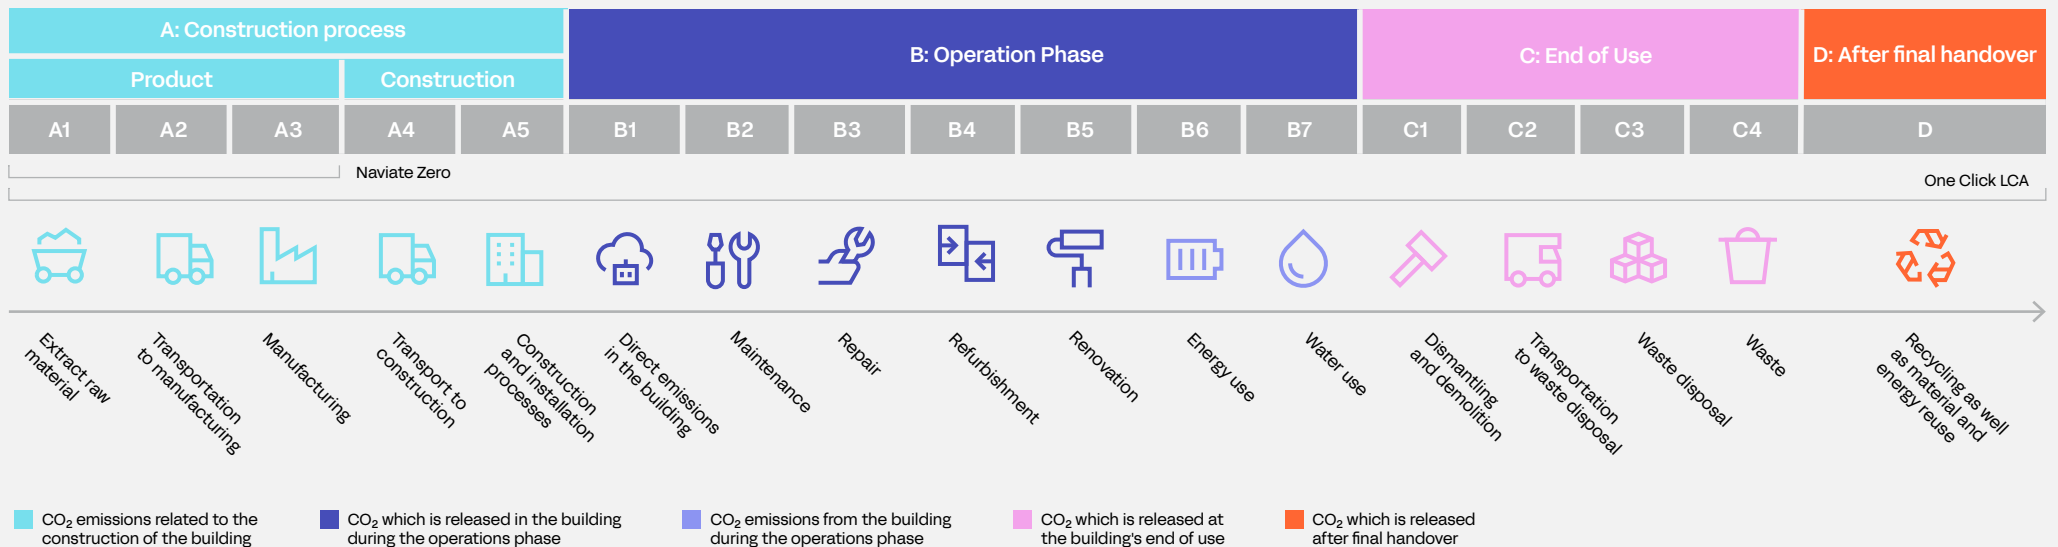 A: Construction process
B: Operation Phase
C: End of Use
D: After final handover
Product
Construction
A1
A2
A3
A4
A5
B1
B2
B3
B4
B5
B6
B7
C1
C2
C3
C4
D
Naviate Zero
One Click LCA
Extract raw
material
Transportation
to manufacturing
Manufacturing
Transport to
construction
Construction
and installation
processes
Direct emissions
in the building
Maintenance
Repair
Refurbishment
Renovation
Energy use
Water use
Dismantling
and demolition
Transportation
to waste disposal
Waste disposal
Waste
Recycling as well
as material and
energy reuse
CO₂ emissions related to the
construction of the building
CO₂ which is released in the building
during the operations phase
CO₂ emissions from the building
during the operations phase
CO₂ which is released at
the building's end of use
CO₂ which is released
after final handover